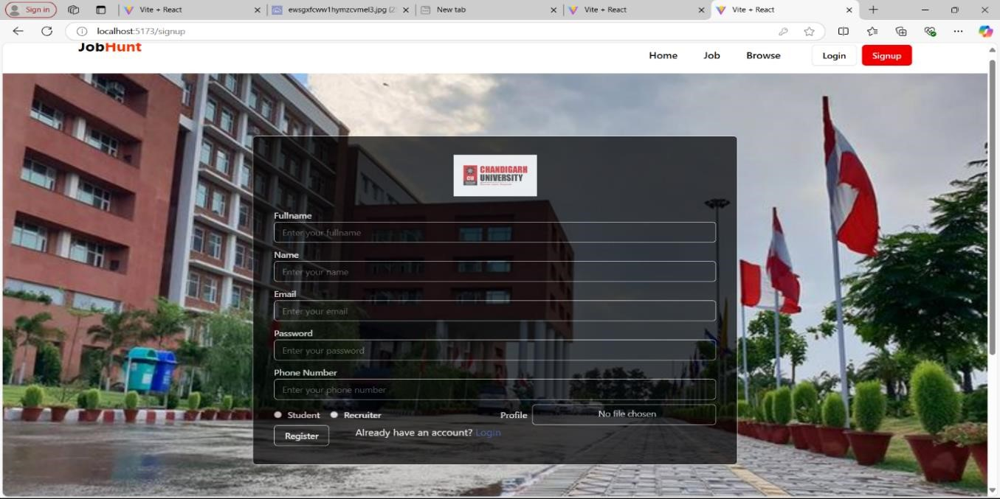 Sign in
Vite + React
ewsgxfcww1hymzcvmel3.jpg (2
New tab
Vite + React
Vite + React
localhost:5173/signup
JobHunt
Home
Job
Browse
Login
Signup
CHANDIGARH
UNIVERSITY
CU
Fullname
Enter your fullname
Name
Enter your name
Email
Enter your email
Password
Enter your password
Phone Number
Enter your phone number
Student
Recruiter
Profile
No file chosen
Register
Already have an account? Login